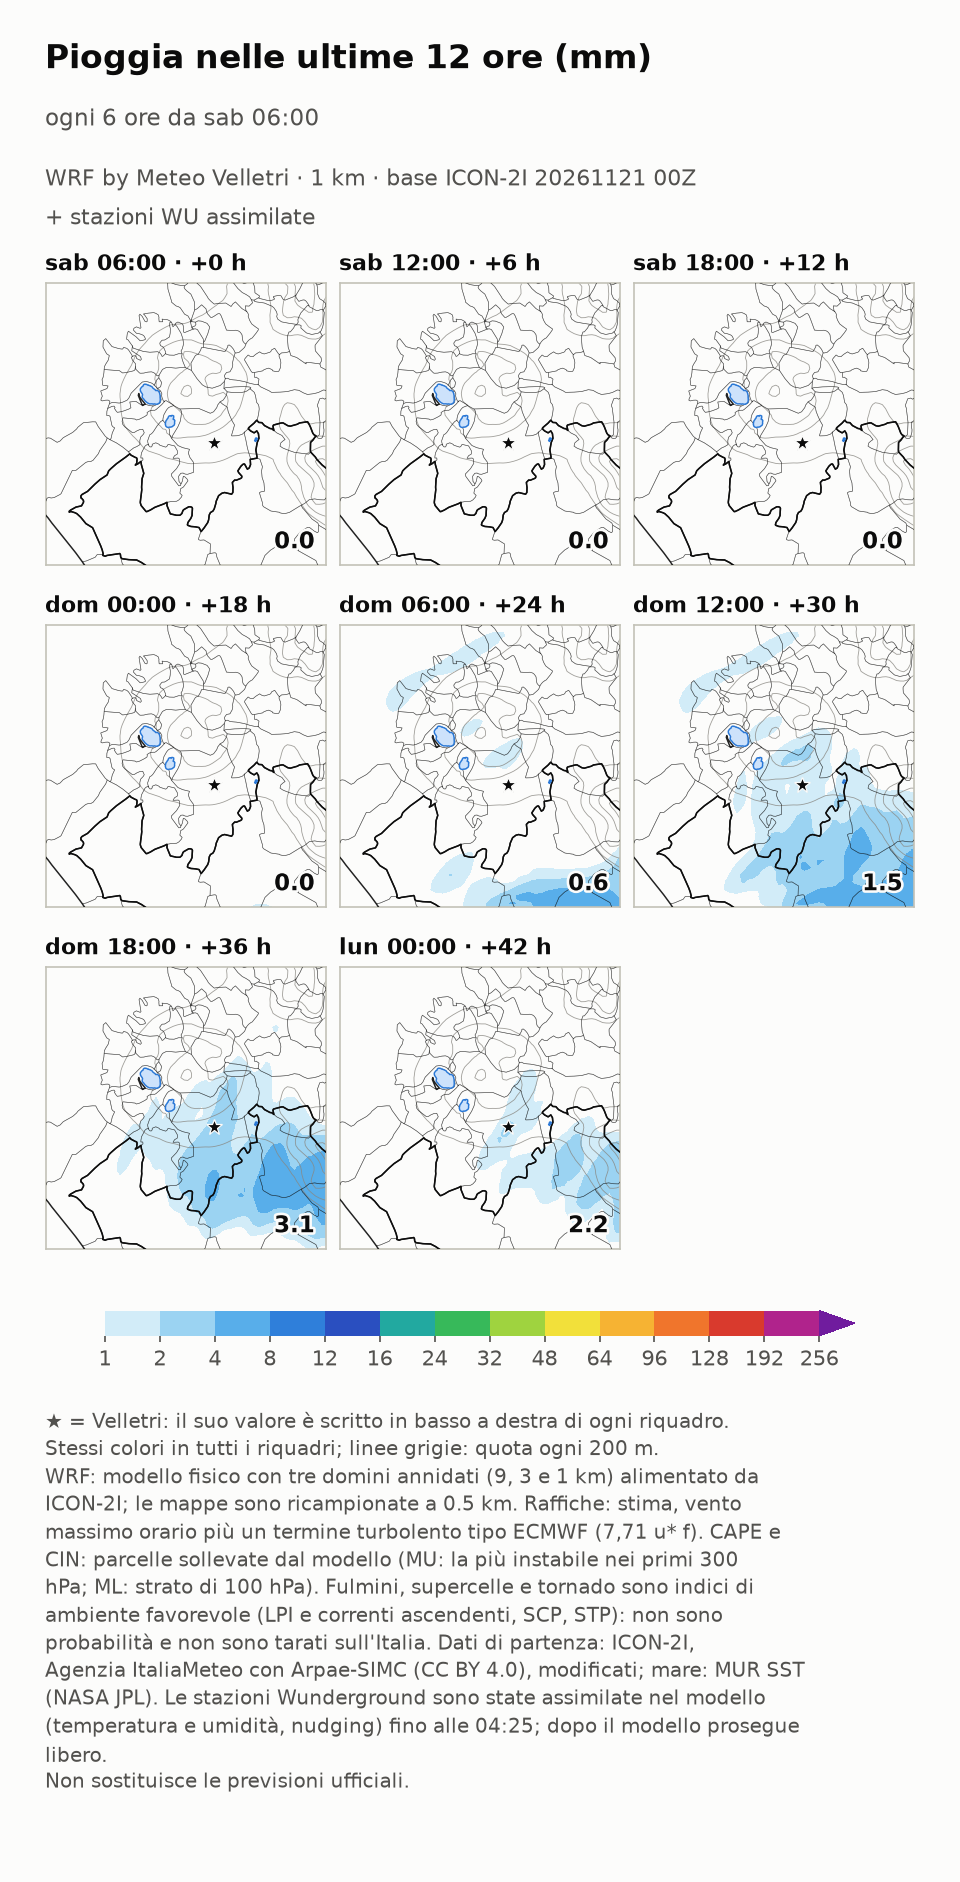 Pioggia nelle ultime 12 ore (mm)
ogni 6 ore da sab 06:00
WRF by Meteo Velletri · 1 km · base ICON-2I 20261121 00Z
+ stazioni WU assimilate
sab 06:00 · +0 h
sab 12:00 · +6 h
sab 18:00 · +12 h
0.0
0.0
0.0
dom 00:00 · +18 h
dom 06:00 · +24 h
dom 12:00 · +30 h
0.0
0.6
1.5
dom 18:00 · +36 h
lun 00:00 · +42 h
3.1
2.2
1 2 4 8 12 16 24 32 48 64 96 128 192 256
★ = Velletri: il suo valore è scritto in basso a destra di ogni riquadro.
Stessi colori in tutti i riquadri; linee grigie: quota ogni 200 m.
WRF: modello fisico con tre domini annidati (9, 3 e 1 km) alimentato da
ICON-2I; le mappe sono ricampionate a 0.5 km. Raffiche: stima, vento
massimo orario più un termine turbolento tipo ECMWF (7,71 u* f). CAPE e
CIN: parcelle sollevate dal modello (MU: la più instabile nei primi 300
hPa; ML: strato di 100 hPa). Fulmini, supercelle e tornado sono indici di
ambiente favorevole (LPI e correnti ascendenti, SCP, STP): non sono
probabilità e non sono tarati sull'Italia. Dati di partenza: ICON-2I,
Agenzia ItaliaMeteo con Arpae-SIMC (CC BY 4.0), modificati; mare: MUR SST
(NASA JPL). Le stazioni Wunderground sono state assimilate nel modello
(temperatura e umidità, nudging) fino alle 04:25; dopo il modello prosegue
libero.
Non sostituisce le previsioni ufficiali.